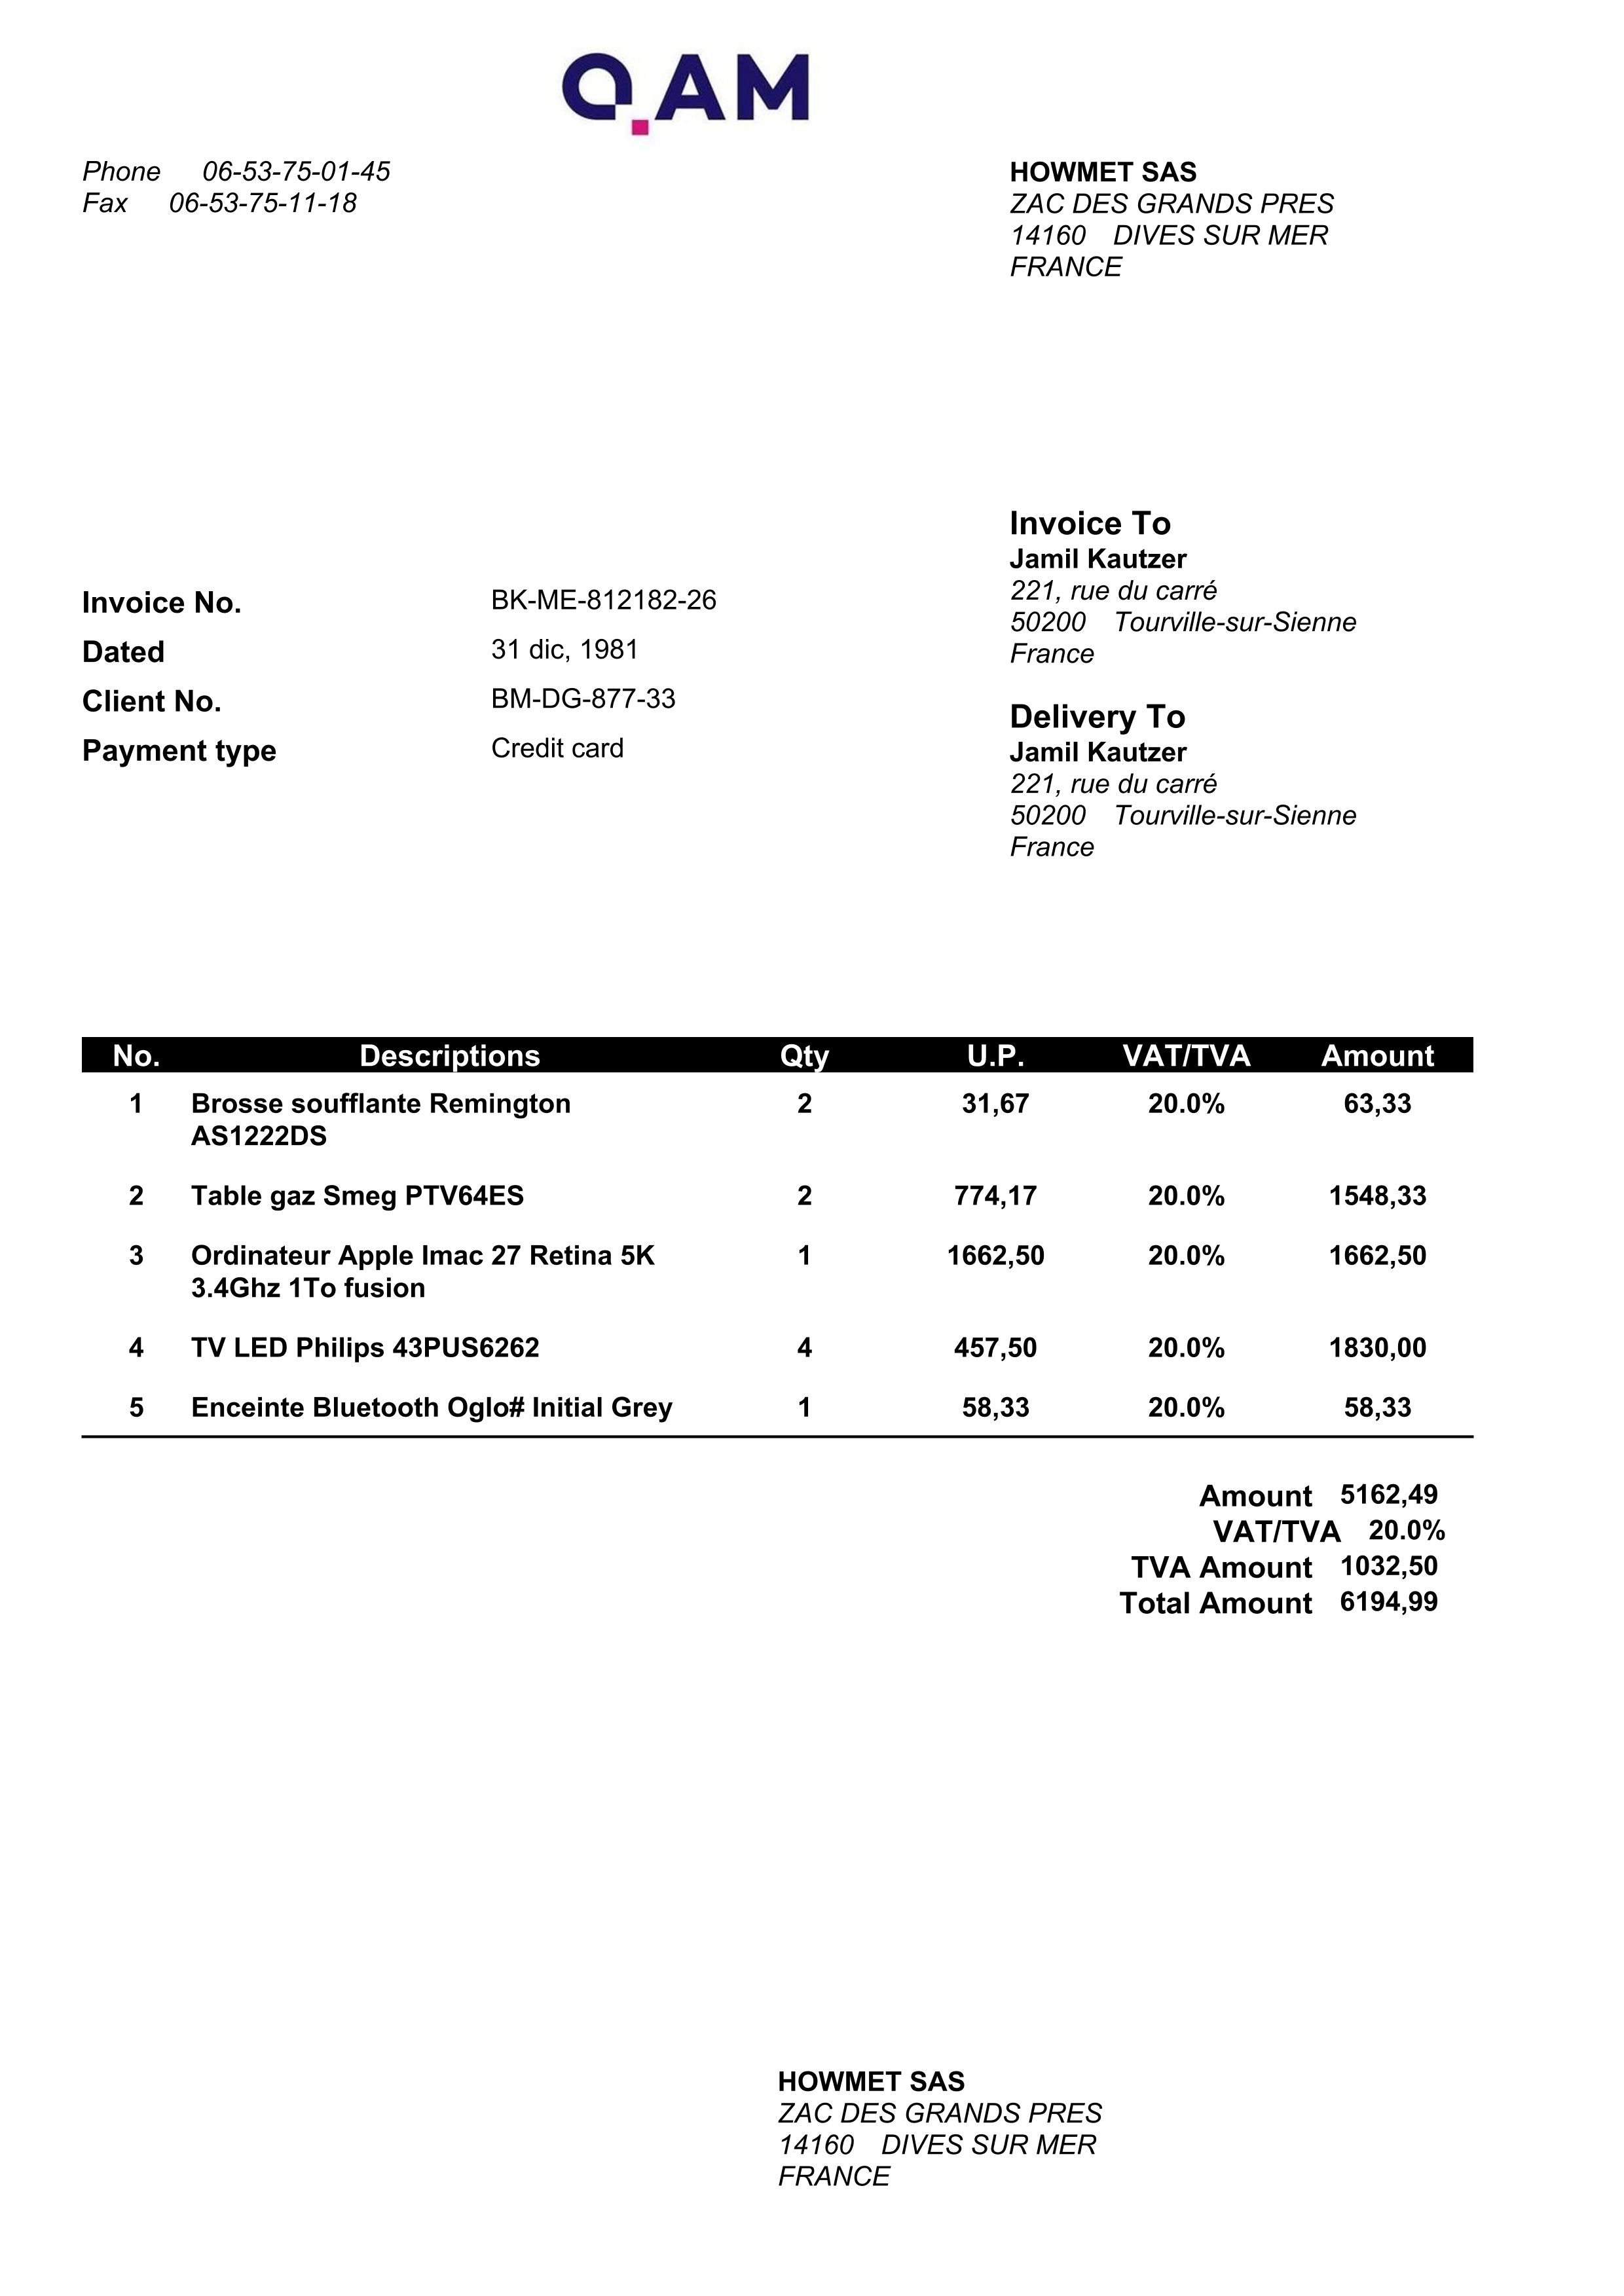 Q.AM
Phone 06-53-75-01-45
Fax 06-53-75-11-18
HOWMET SAS
ZAC DES GRANDS PRES
14160 DIVES SUR MER
FRANCE
Invoice No. BK-ME-812182-26
Dated 31 dic, 1981
Client No. BM-DG-877-33
Payment type Credit card
Invoice To
Jamil Kautzer
221, rue du carré
50200 Tourville-sur-Sienne
France
Delivery To
Jamil Kautzer
221, rue du carré
50200 Tourville-sur-Sienne
France
No. Descriptions Qty U.P. VAT/TVA Amount
1 Brosse soufflante Remington 2 31,67 20.0% 63,33
AS1222DS
2 Table gaz Smeg PTV64ES 2 774,17 20.0% 1548,33
3 Ordinateur Apple Imac 27 Retina 5K 1 1662,50 20.0% 1662,50
3.4Ghz 1To fusion
4 TV LED Philips 43PUS6262 4 457,50 20.0% 1830,00
5 Enceinte Bluetooth Oglo# Initial Grey 1 58,33 20.0% 58,33
Amount 5162,49
VAT/TVA 20.0%
TVA Amount 1032,50
Total Amount 6194,99
HOWMET SAS
ZAC DES GRANDS PRES
14160 DIVES SUR MER
FRANCE